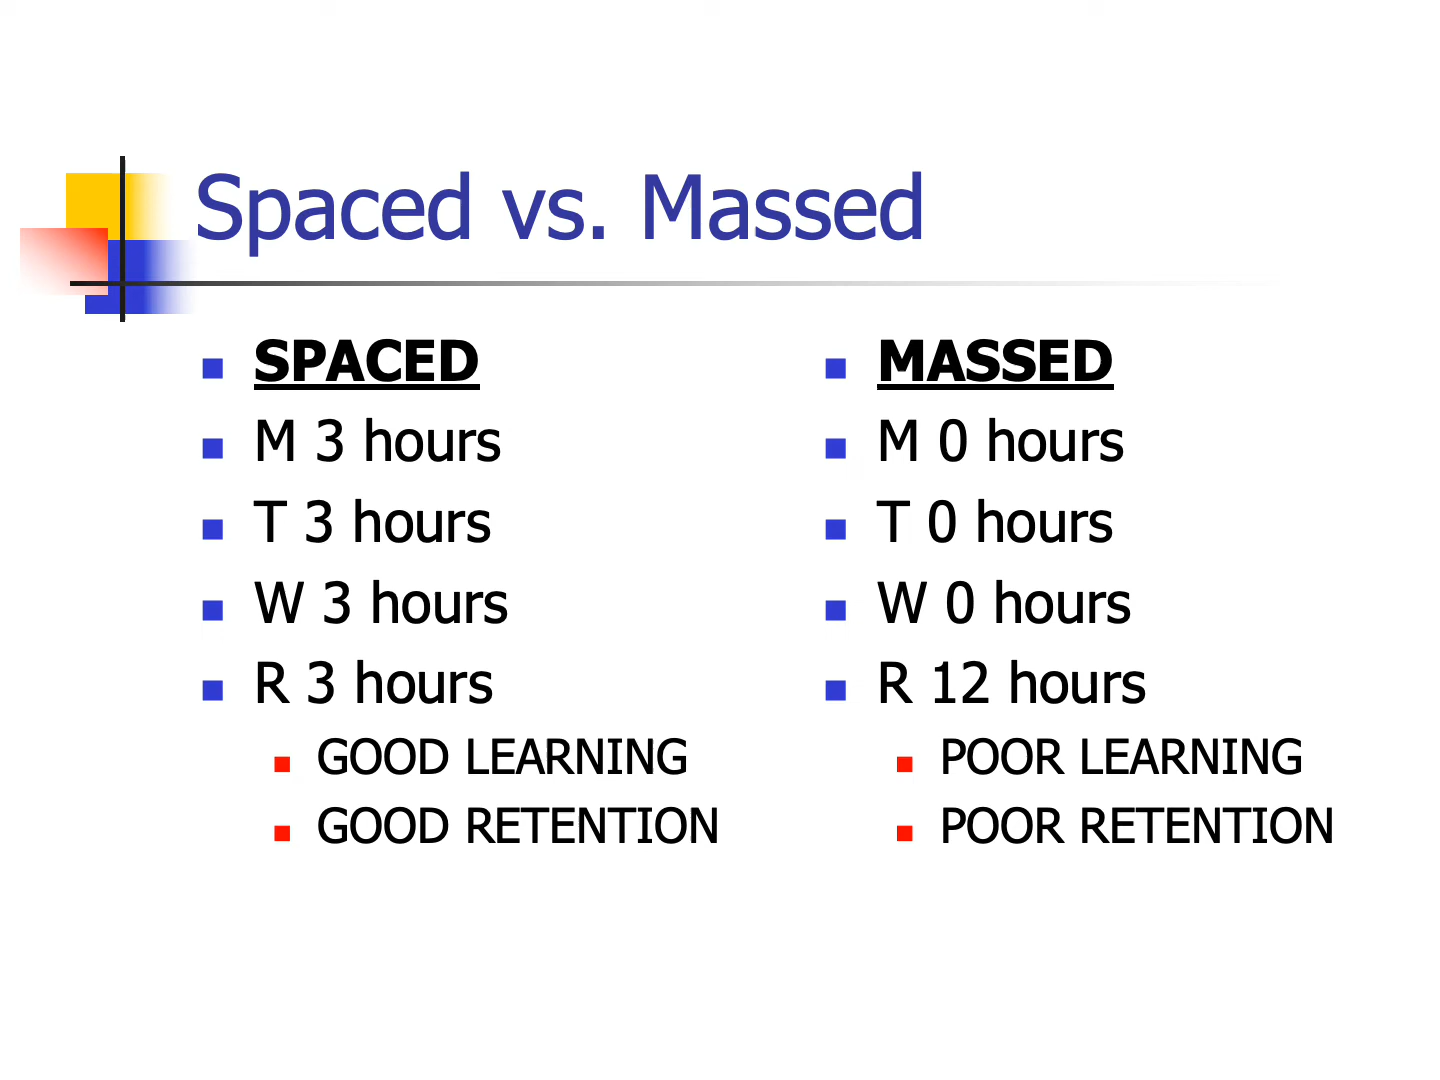 Spaced vs. Massed
SPACED
M 3 hours
T 3 hours
W 3 hours
R 3 hours
GOOD LEARNING
GOOD RETENTION
MASSED
M 0 hours
T 0 hours
W 0 hours
R 12 hours
POOR LEARNING
POOR RETENTION